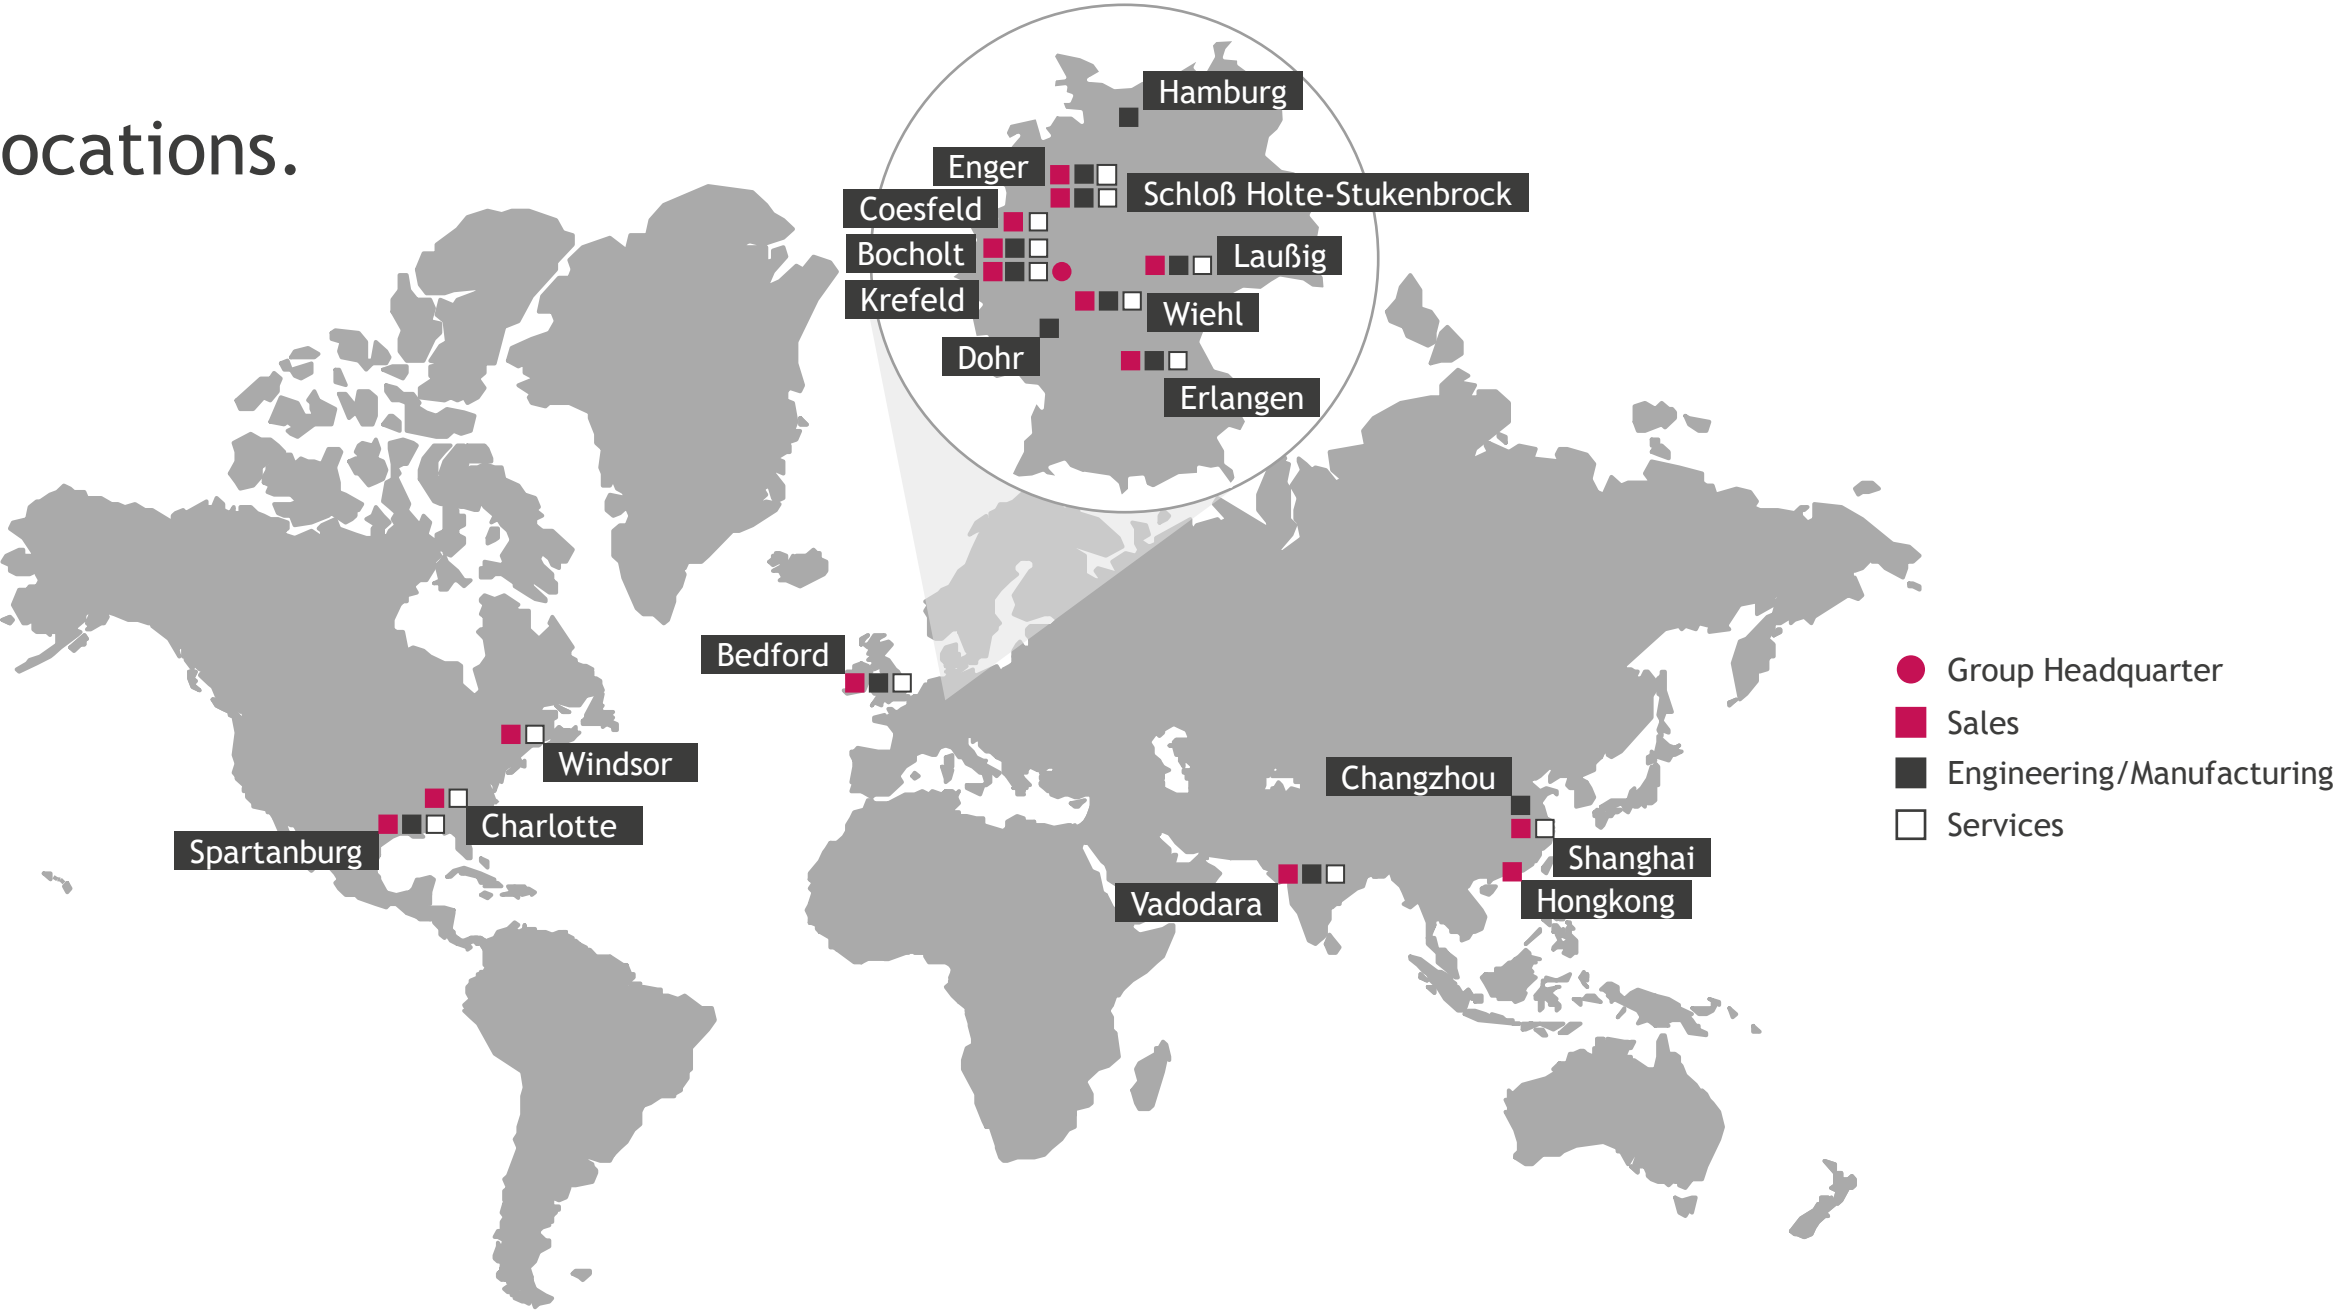 ocations.
Hamburg
Enger
Schloß Holte-Stukenbrock
Coesfeld
Bocholt
Laußig
Krefeld
Wiehl
Dohr
Erlangen
Bedford
Windsor
Charlotte
Spartanburg
Changzhou
Shanghai
Hongkong
Vadodara
Group Headquarter
Sales
Engineering/Manufacturing
Services